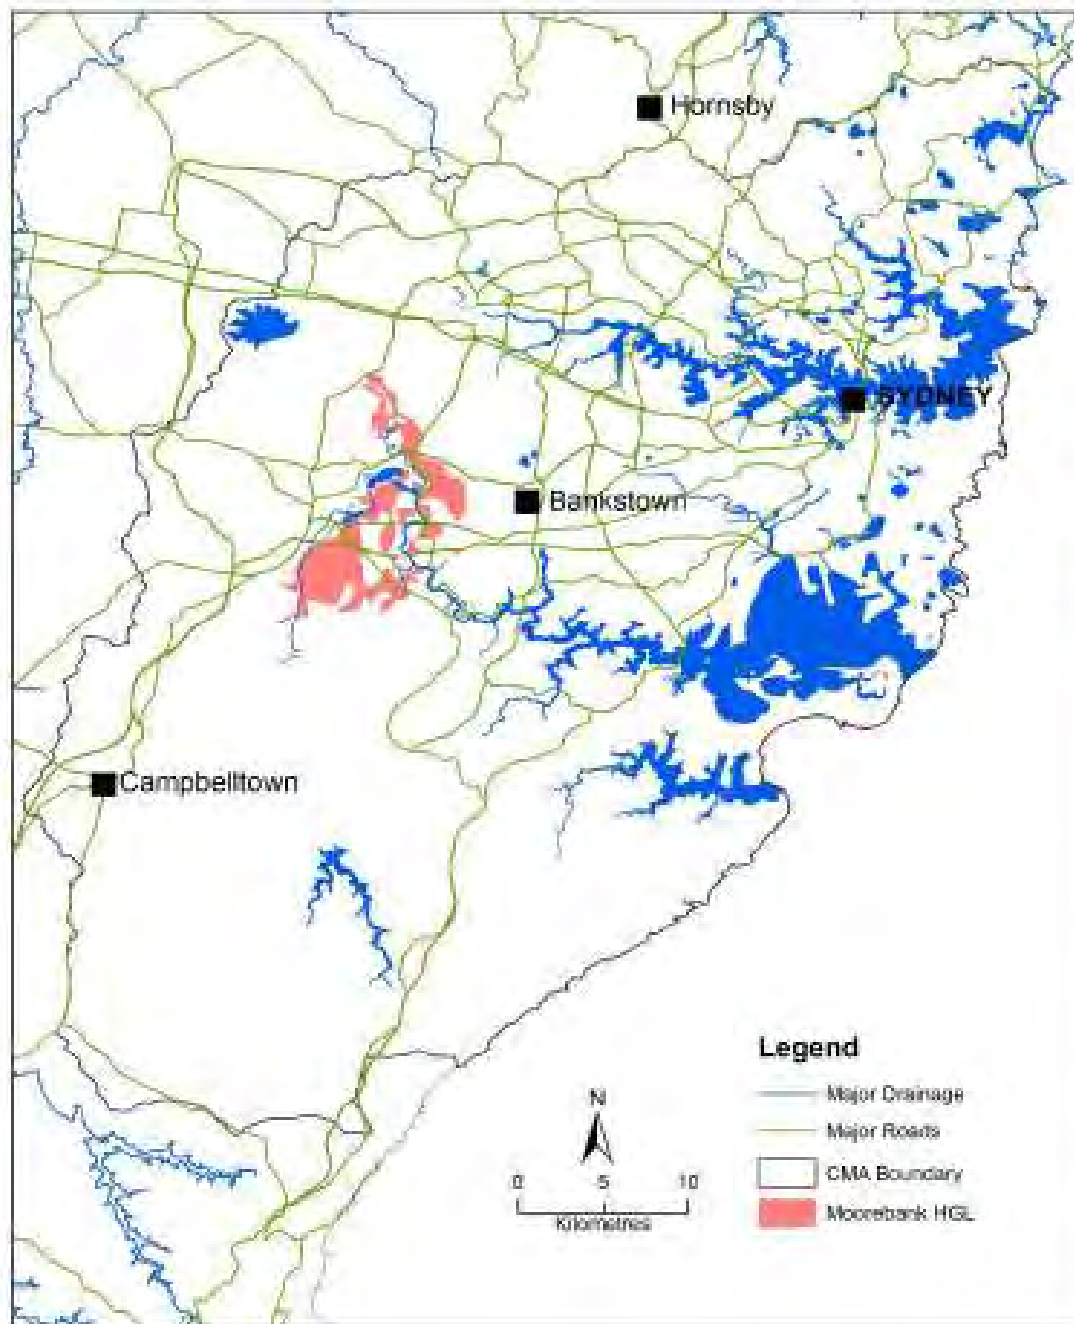 Hornsby
SYDNEY
Bankstown
Campbelltown
Legend
Major Drainage
Major Roads
CMA Boundary
Moorebank HGL
N
0 5 10
Kilometres